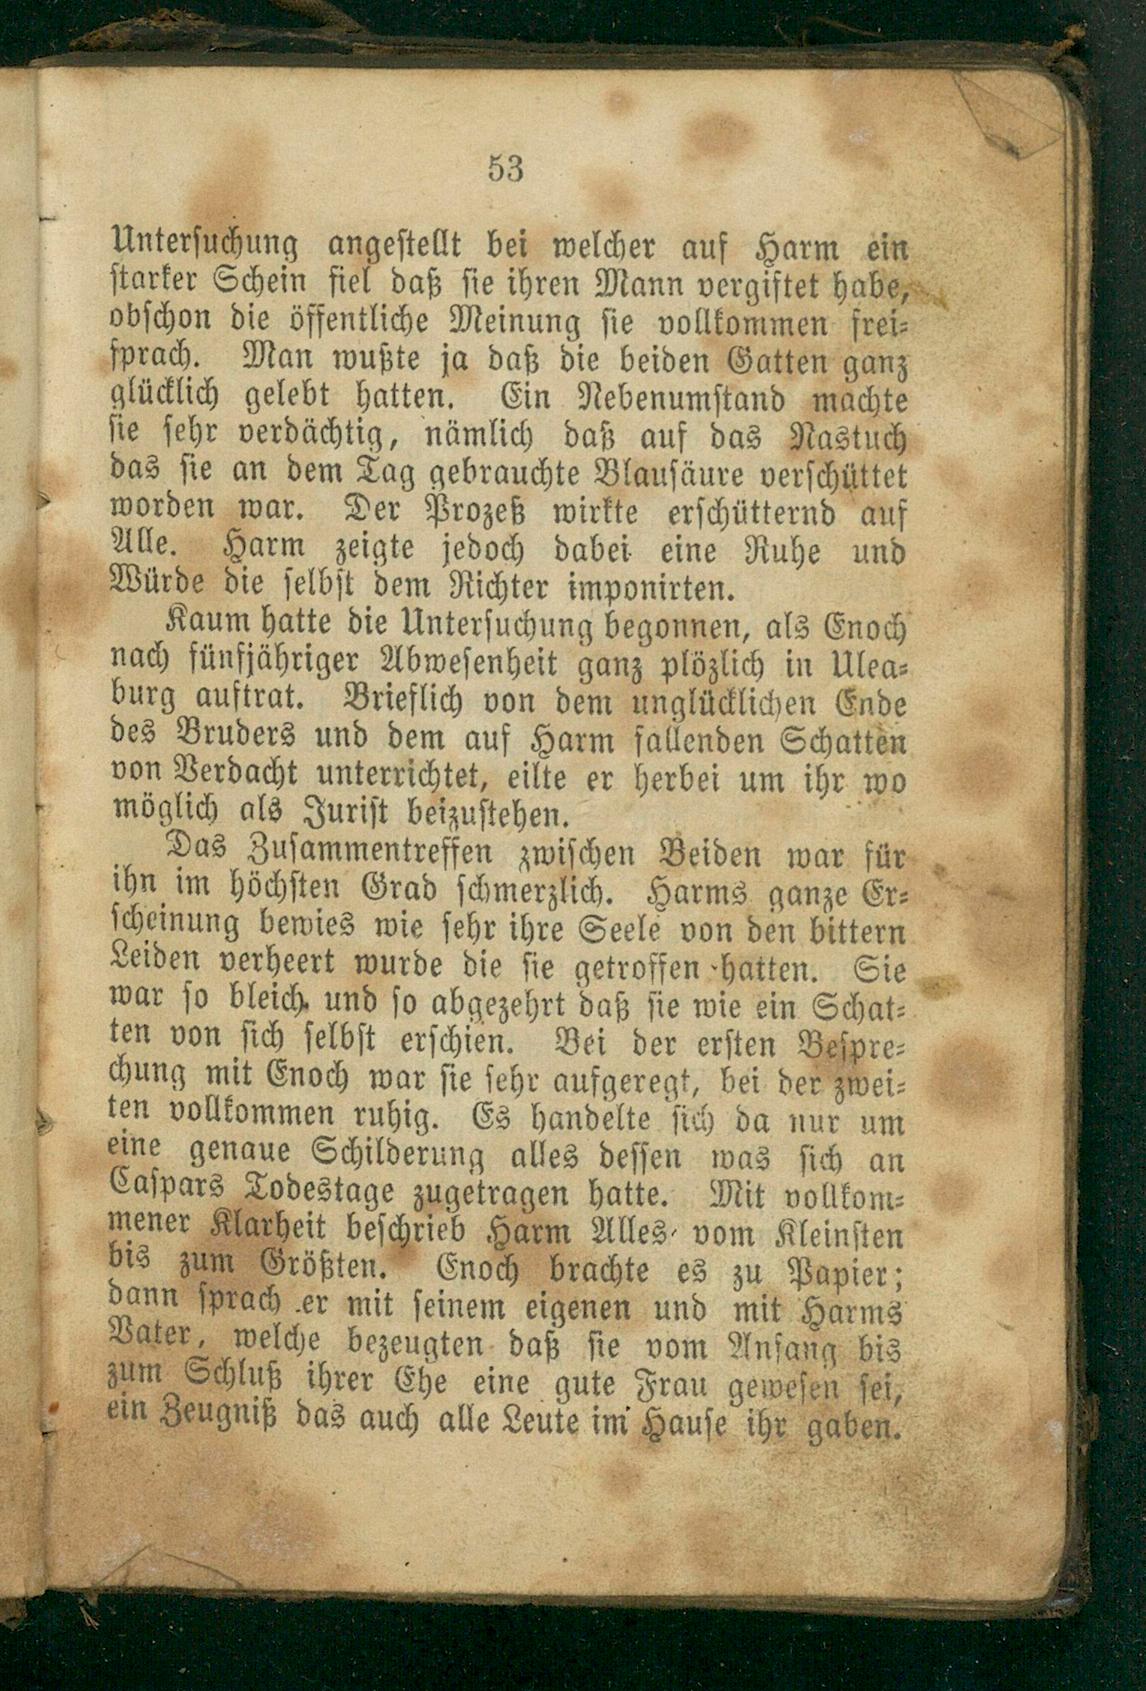 53
Untersuchung angestellt bei welcher auf Harm ein
starker Schein fiel daß sie ihren Mann vergiftet habe,
obschon die öffentliche Meinung sie vollkommen frei-
sprach. Man wußte ja daß die beiden Gatten ganz
glücklich gelebt hatten. Ein Nebenumstand machte
sie sehr verdächtig, nämlich daß auf das Nastuch
das sie an dem Tag gebrauchte Blausäure verschüttet
worden war. Der Prozeß wirkte erschütternd auf
Alle. Harm zeigte jedoch dabei eine Ruhe und
Würde die selbst dem Richter imponirten.
Kaum hatte die Untersuchung begonnen, als Enoch
nach fünfjähriger Abwesenheit ganz plözlich in Ulea-
burg auftrat. Brieflich von dem unglücklichen Ende
des Bruders und dem auf Harm fallenden Schatten
von Verdacht unterrichtet, eilte er herbei um ihr wo
möglich als Jurist beizustehen.
Das Zusammentreffen zwischen Beiden war für
ihn im höchsten Grad schmerzlich. Harms ganze Er-
scheinung bewies wie sehr ihre Seele von den bittern
Leiden verheert wurde die sie getroffen hatten. Sie
war so bleich und so abgezehrt daß sie wie ein Schat-
ten von sich selbst erschien. Bei der ersten Bespre-
chung mit Enoch war sie sehr aufgeregt, bei der zwei-
ten vollkommen ruhig. Es handelte sich da nur um
eine genaue Schilderung alles dessen was sich an
Caspars Todestage zugetragen hatte. Mit vollkom-
mener Klarheit beschrieb Harm Alles vom Kleinsten
bis zum Größten. Enoch brachte es zu Papier;
dann sprach er mit seinem eigenen und mit Harms
Vater, welche bezeugten daß sie vom Anfang bis
zum Schluß ihrer Ehe eine gute Frau gewesen sei,
ein Zeugniß das auch alle Leute im Hause ihr gaben.